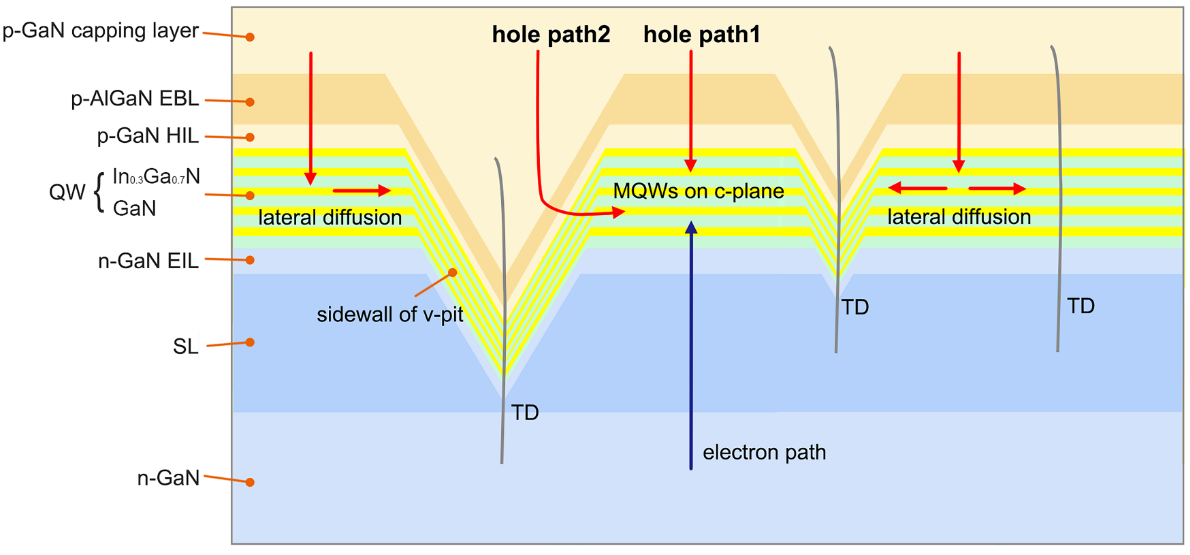 p-GaN capping layer
hole path2
hole path1
p-AlGaN EBL
p-GaN HIL
QW {
In0.3Ga0.7N
GaN
MQWs on c-plane
lateral diffusion
lateral diffusion
n-GaN EIL
sidewall of v-pit
TD
TD
SL
TD
electron path
n-GaN